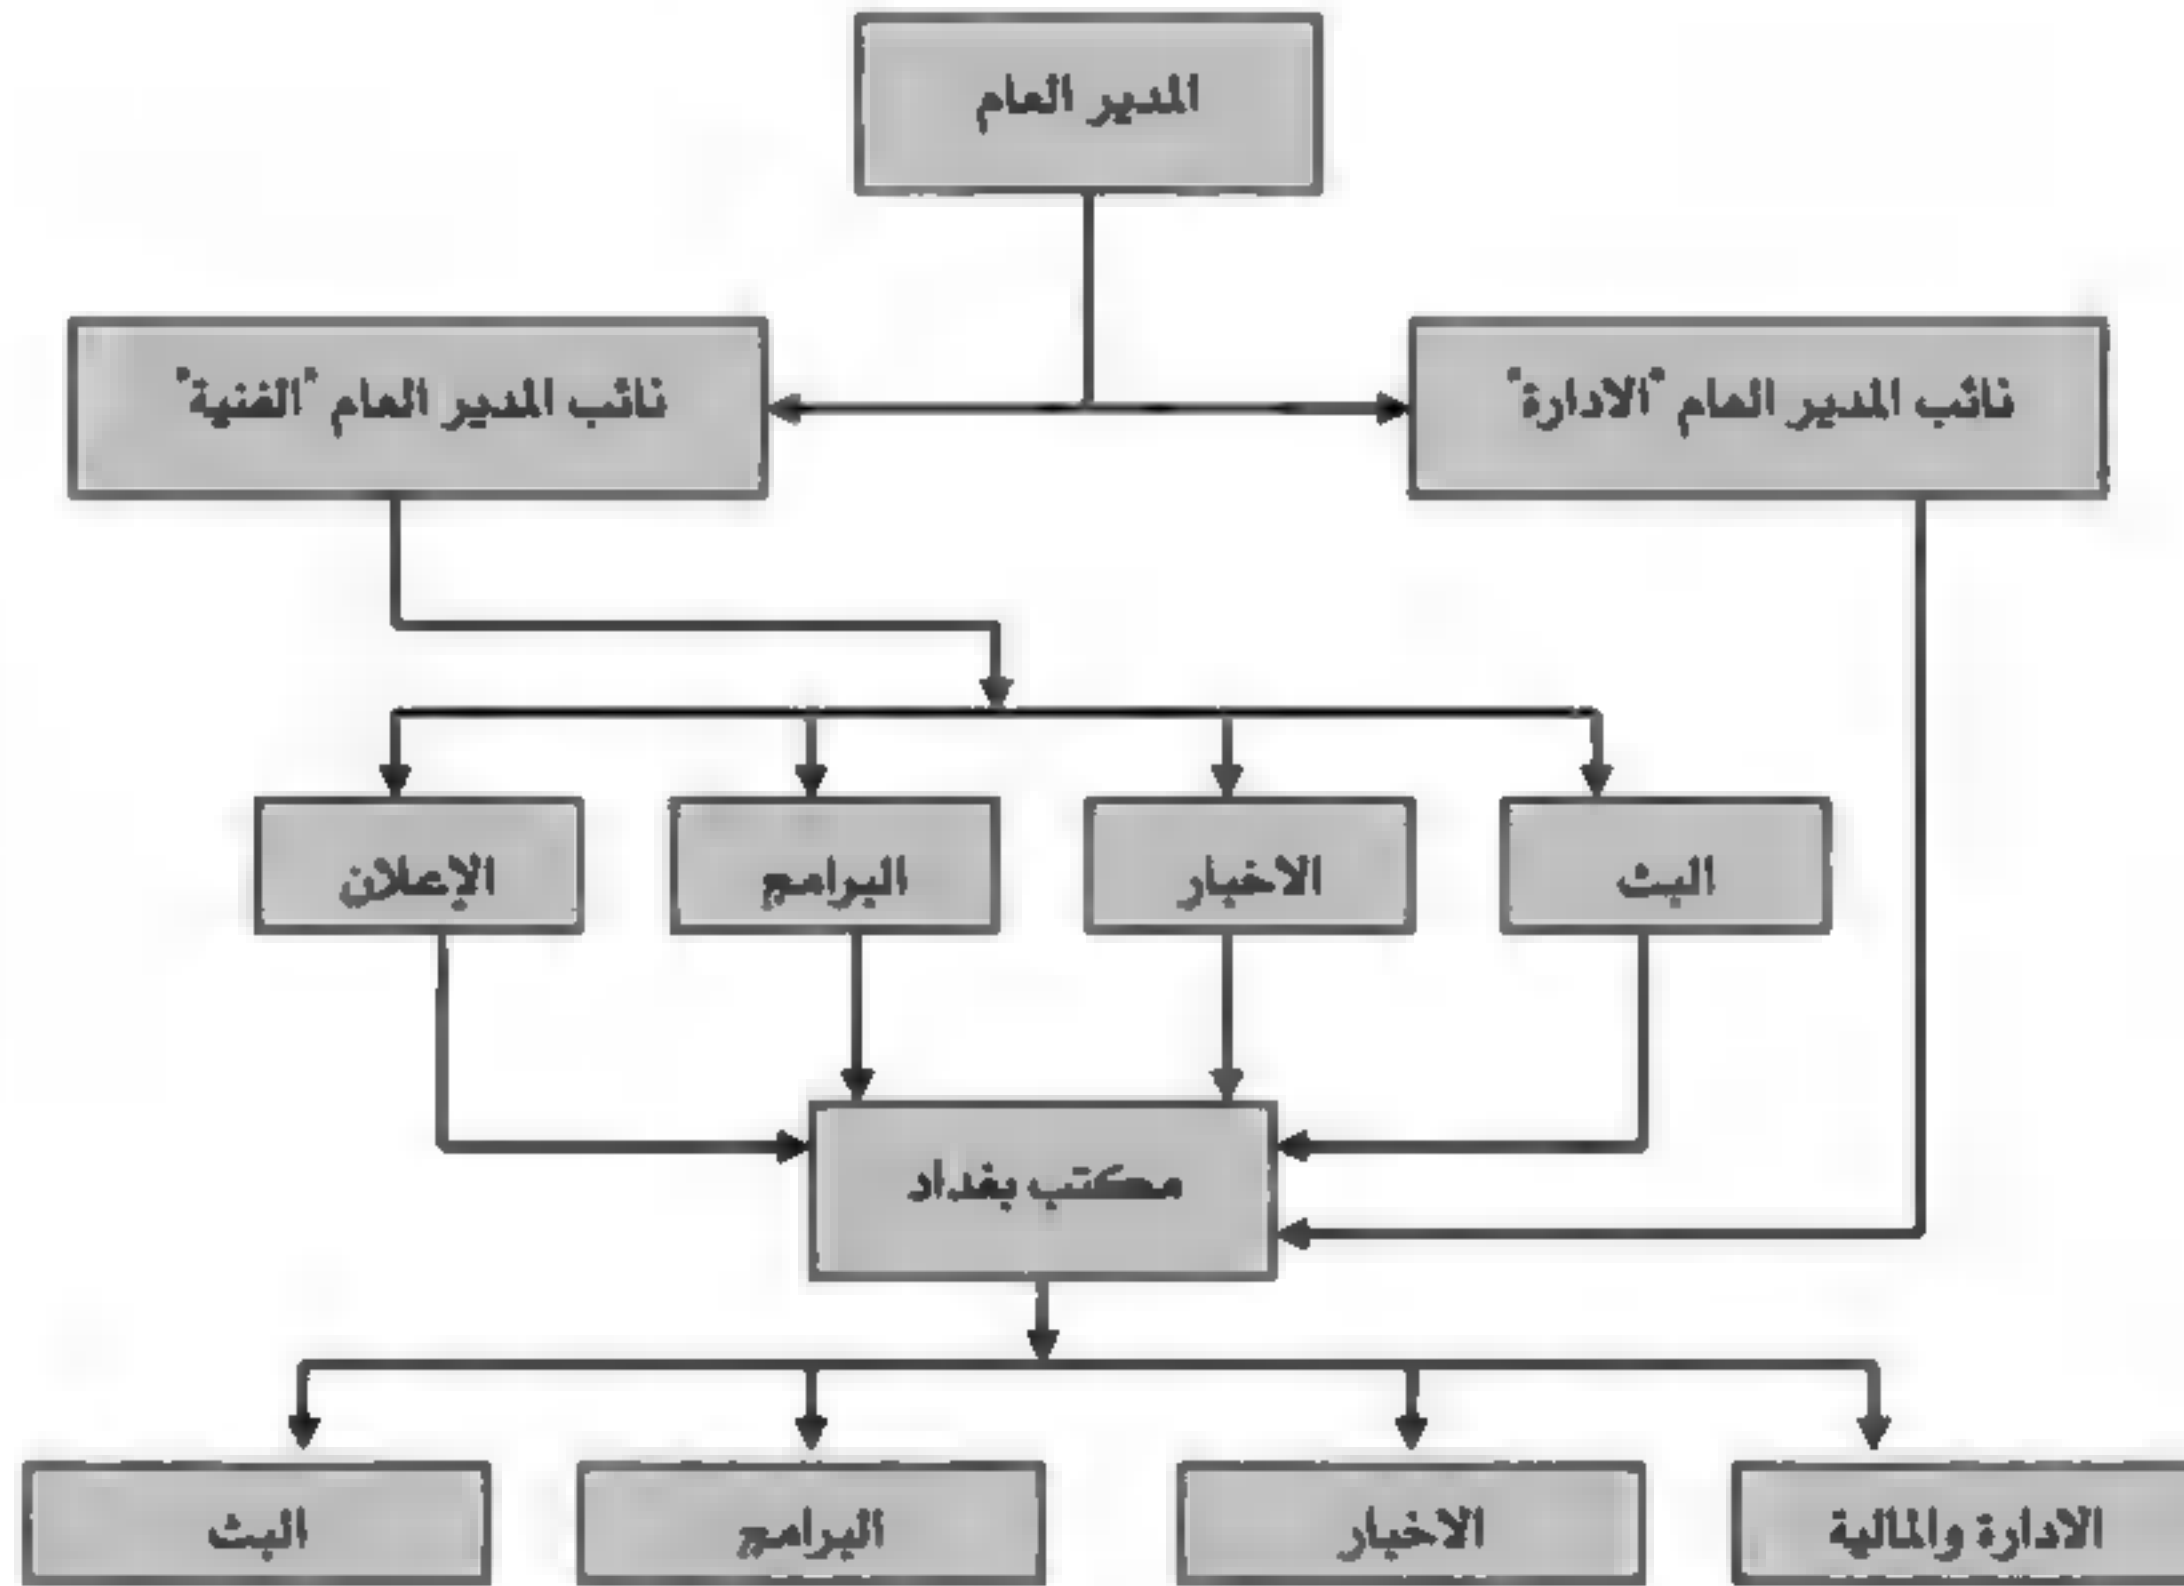 المدير العام
نائب المدير العام "الادارة"
نائب المدير العام "الفنية"
البث
الاخبار
البرامج
الإعلان
مكتب بغداد
الادارة والمالية
الاخبار
البرامج
البث